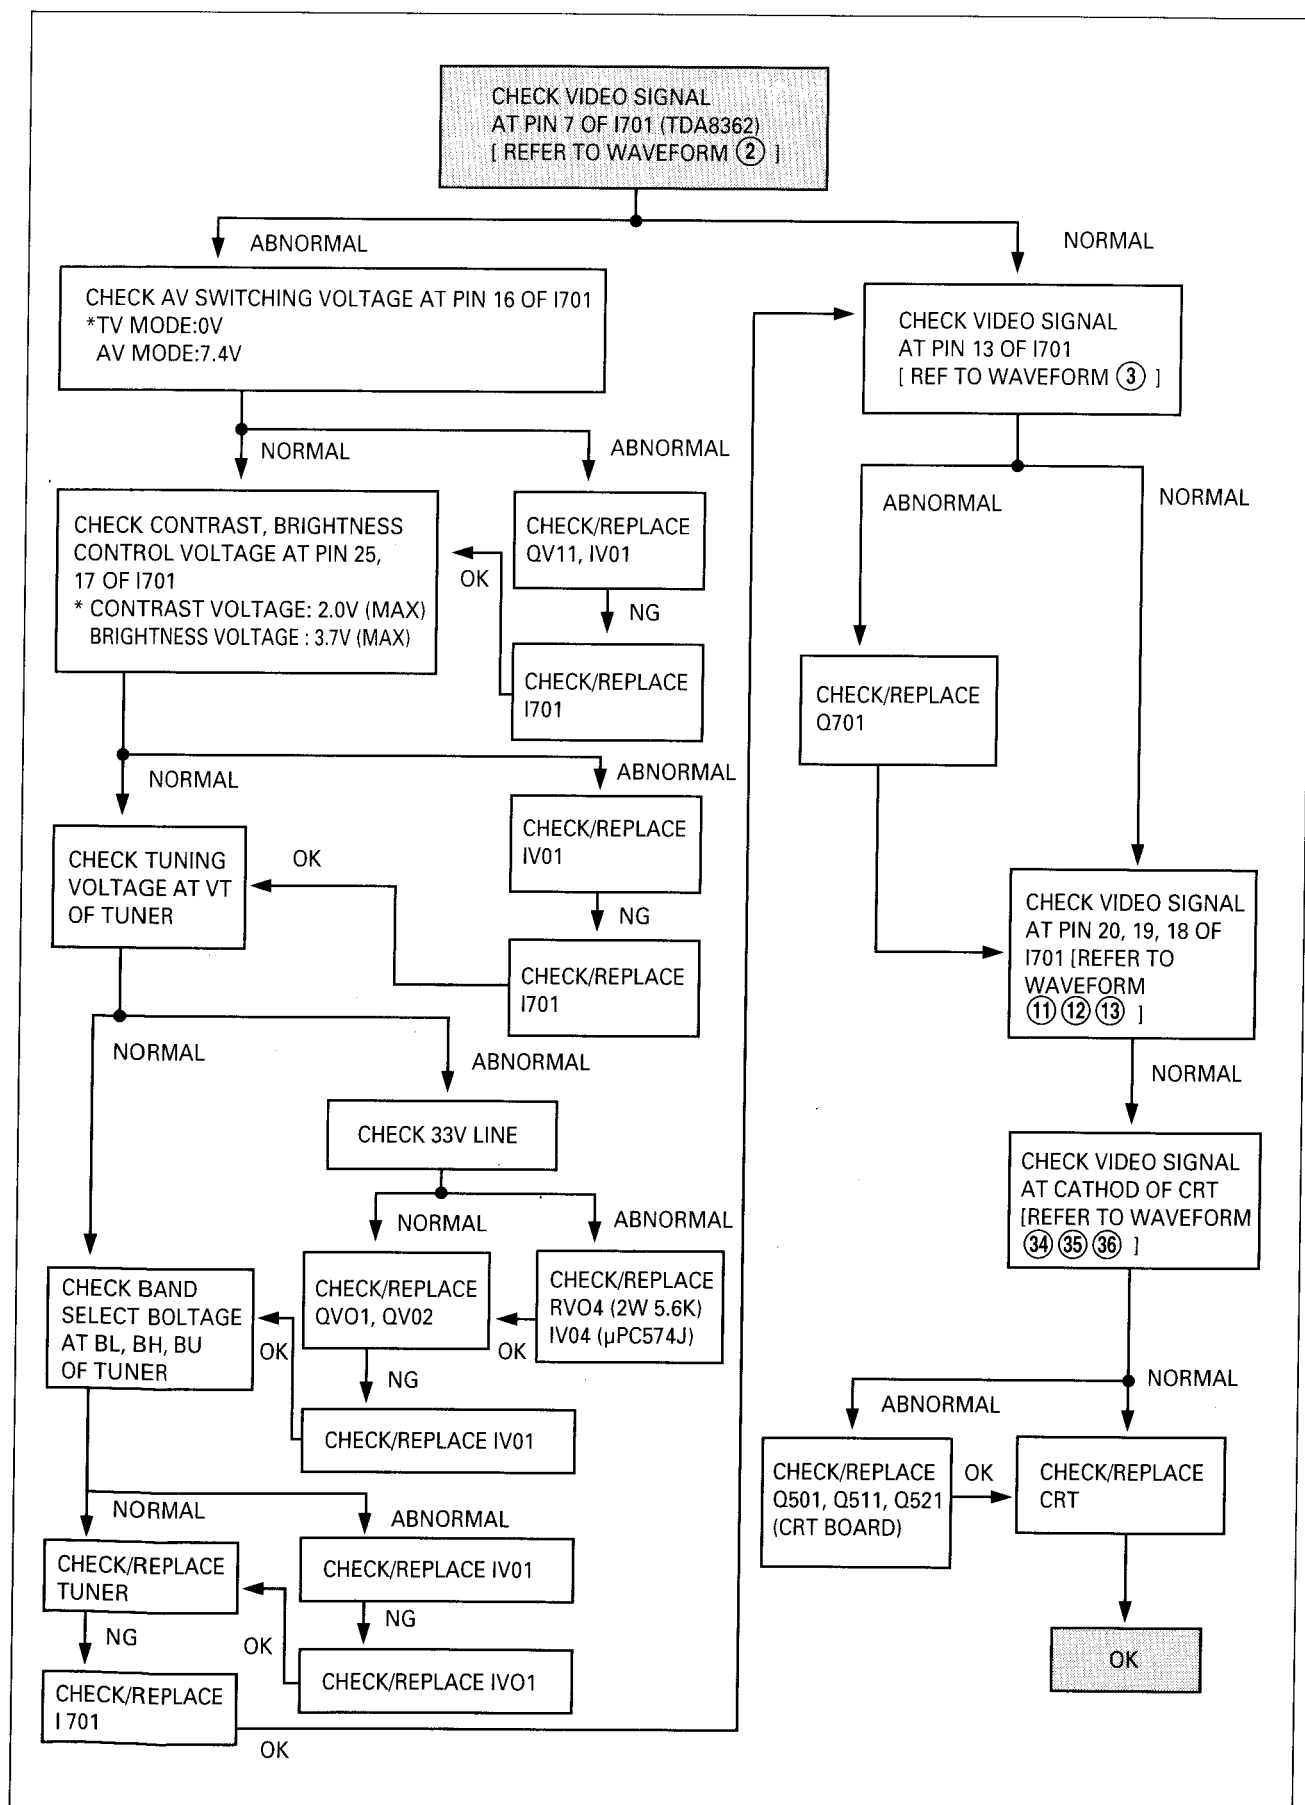 CHECK VIDEO SIGNAL
AT PIN 7 OF I701 (TDA8362)
[ REFER TO WAVEFORM ② ]
ABNORMAL
NORMAL
CHECK AV SWITCHING VOLTAGE AT PIN 16 OF I701
*TV MODE:0V
AV MODE:7.4V
NORMAL
ABNORMAL
CHECK CONTRAST, BRIGHTNESS
CONTROL VOLTAGE AT PIN 25,
17 OF I701
* CONTRAST VOLTAGE: 2.0V (MAX)
BRIGHTNESS VOLTAGE : 3.7V (MAX)
OK
CHECK/REPLACE
QV11, IV01
NG
CHECK/REPLACE
I701
NORMAL
ABNORMAL
CHECK TUNING
VOLTAGE AT VT
OF TUNER
OK
CHECK/REPLACE
IV01
NG
CHECK/REPLACE
I701
NORMAL
ABNORMAL
CHECK 33V LINE
NORMAL
ABNORMAL
CHECK BAND
SELECT BOLTAGE
AT BL, BH, BU
OF TUNER
OK
CHECK/REPLACE
QVO1, QV02
OK
CHECK/REPLACE
RVO4 (2W 5.6K)
IV04 (µPC574J)
NG
CHECK/REPLACE IV01
NORMAL
ABNORMAL
CHECK/REPLACE
TUNER
CHECK/REPLACE IV01
NG
OK
NG
CHECK/REPLACE IVO1
CHECK/REPLACE
I 701
OK
CHECK VIDEO SIGNAL
AT PIN 13 OF I701
[ REF TO WAVEFORM ③ ]
ABNORMAL
NORMAL
CHECK/REPLACE
Q701
CHECK VIDEO SIGNAL
AT PIN 20, 19, 18 OF
I701 [REFER TO
WAVEFORM
⑪ ⑫ ⑬ ]
NORMAL
CHECK VIDEO SIGNAL
AT CATHOD OF CRT
[REFER TO WAVEFORM
㉞ ㉟ ㊱ ]
NORMAL
ABNORMAL
CHECK/REPLACE
Q501, Q511, Q521
(CRT BOARD)
OK
CHECK/REPLACE
CRT
OK